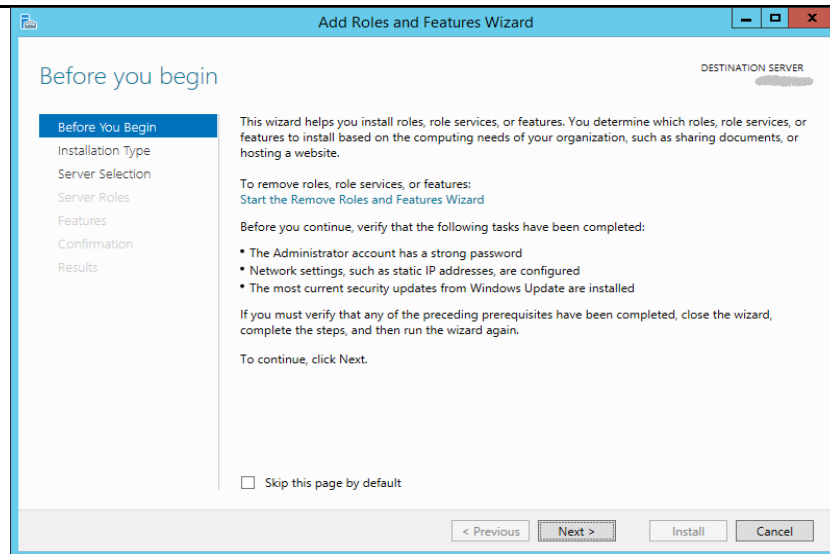 Add Roles and Features Wizard
x
Before you begin
DESTINATION SERVER
Before You Begin
Installation Type
Server Selection
Server Roles
Features
Confirmation
Results
This wizard helps you install roles, role services, or features. You determine which roles, role services, or
features to install based on the computing needs of your organization, such as sharing documents, or
hosting a website.
To remove roles, role services, or features:
Start the Remove Roles and Features Wizard
Before you continue, verify that the following tasks have been completed:
• The Administrator account has a strong password
• Network settings, such as static IP addresses, are configured
• The most current security updates from Windows Update are installed
If you must verify that any of the preceding prerequisites have been completed, close the wizard,
complete the steps, and then run the wizard again.
To continue, click Next.
Skip this page by default
< Previous Next > Install Cancel